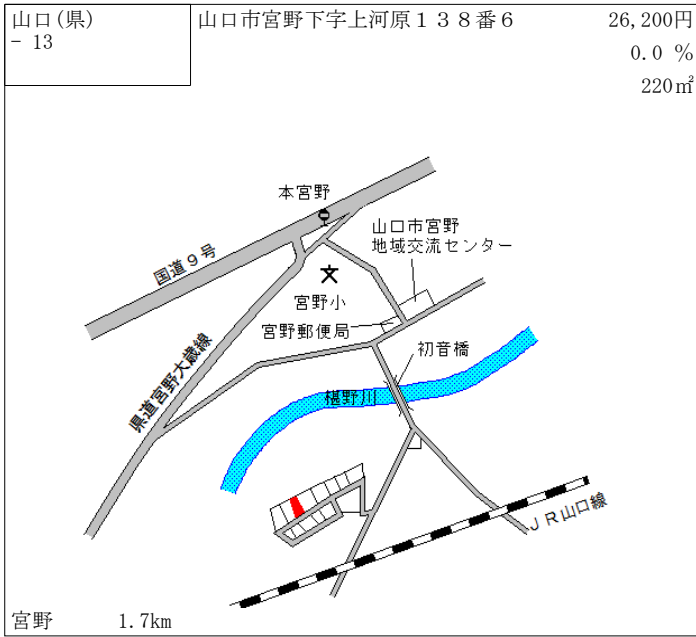 山口(県)
- 13
山口市宮野下字上河原１３８番６
26,200円
0.0 %
220㎡
本宮野
国道９号
山口市宮野
地域交流センター
宮野小
宮野郵便局
初音橋
県道宮野大歳線
椹野川
ＪＲ山口線
宮野 1.7km